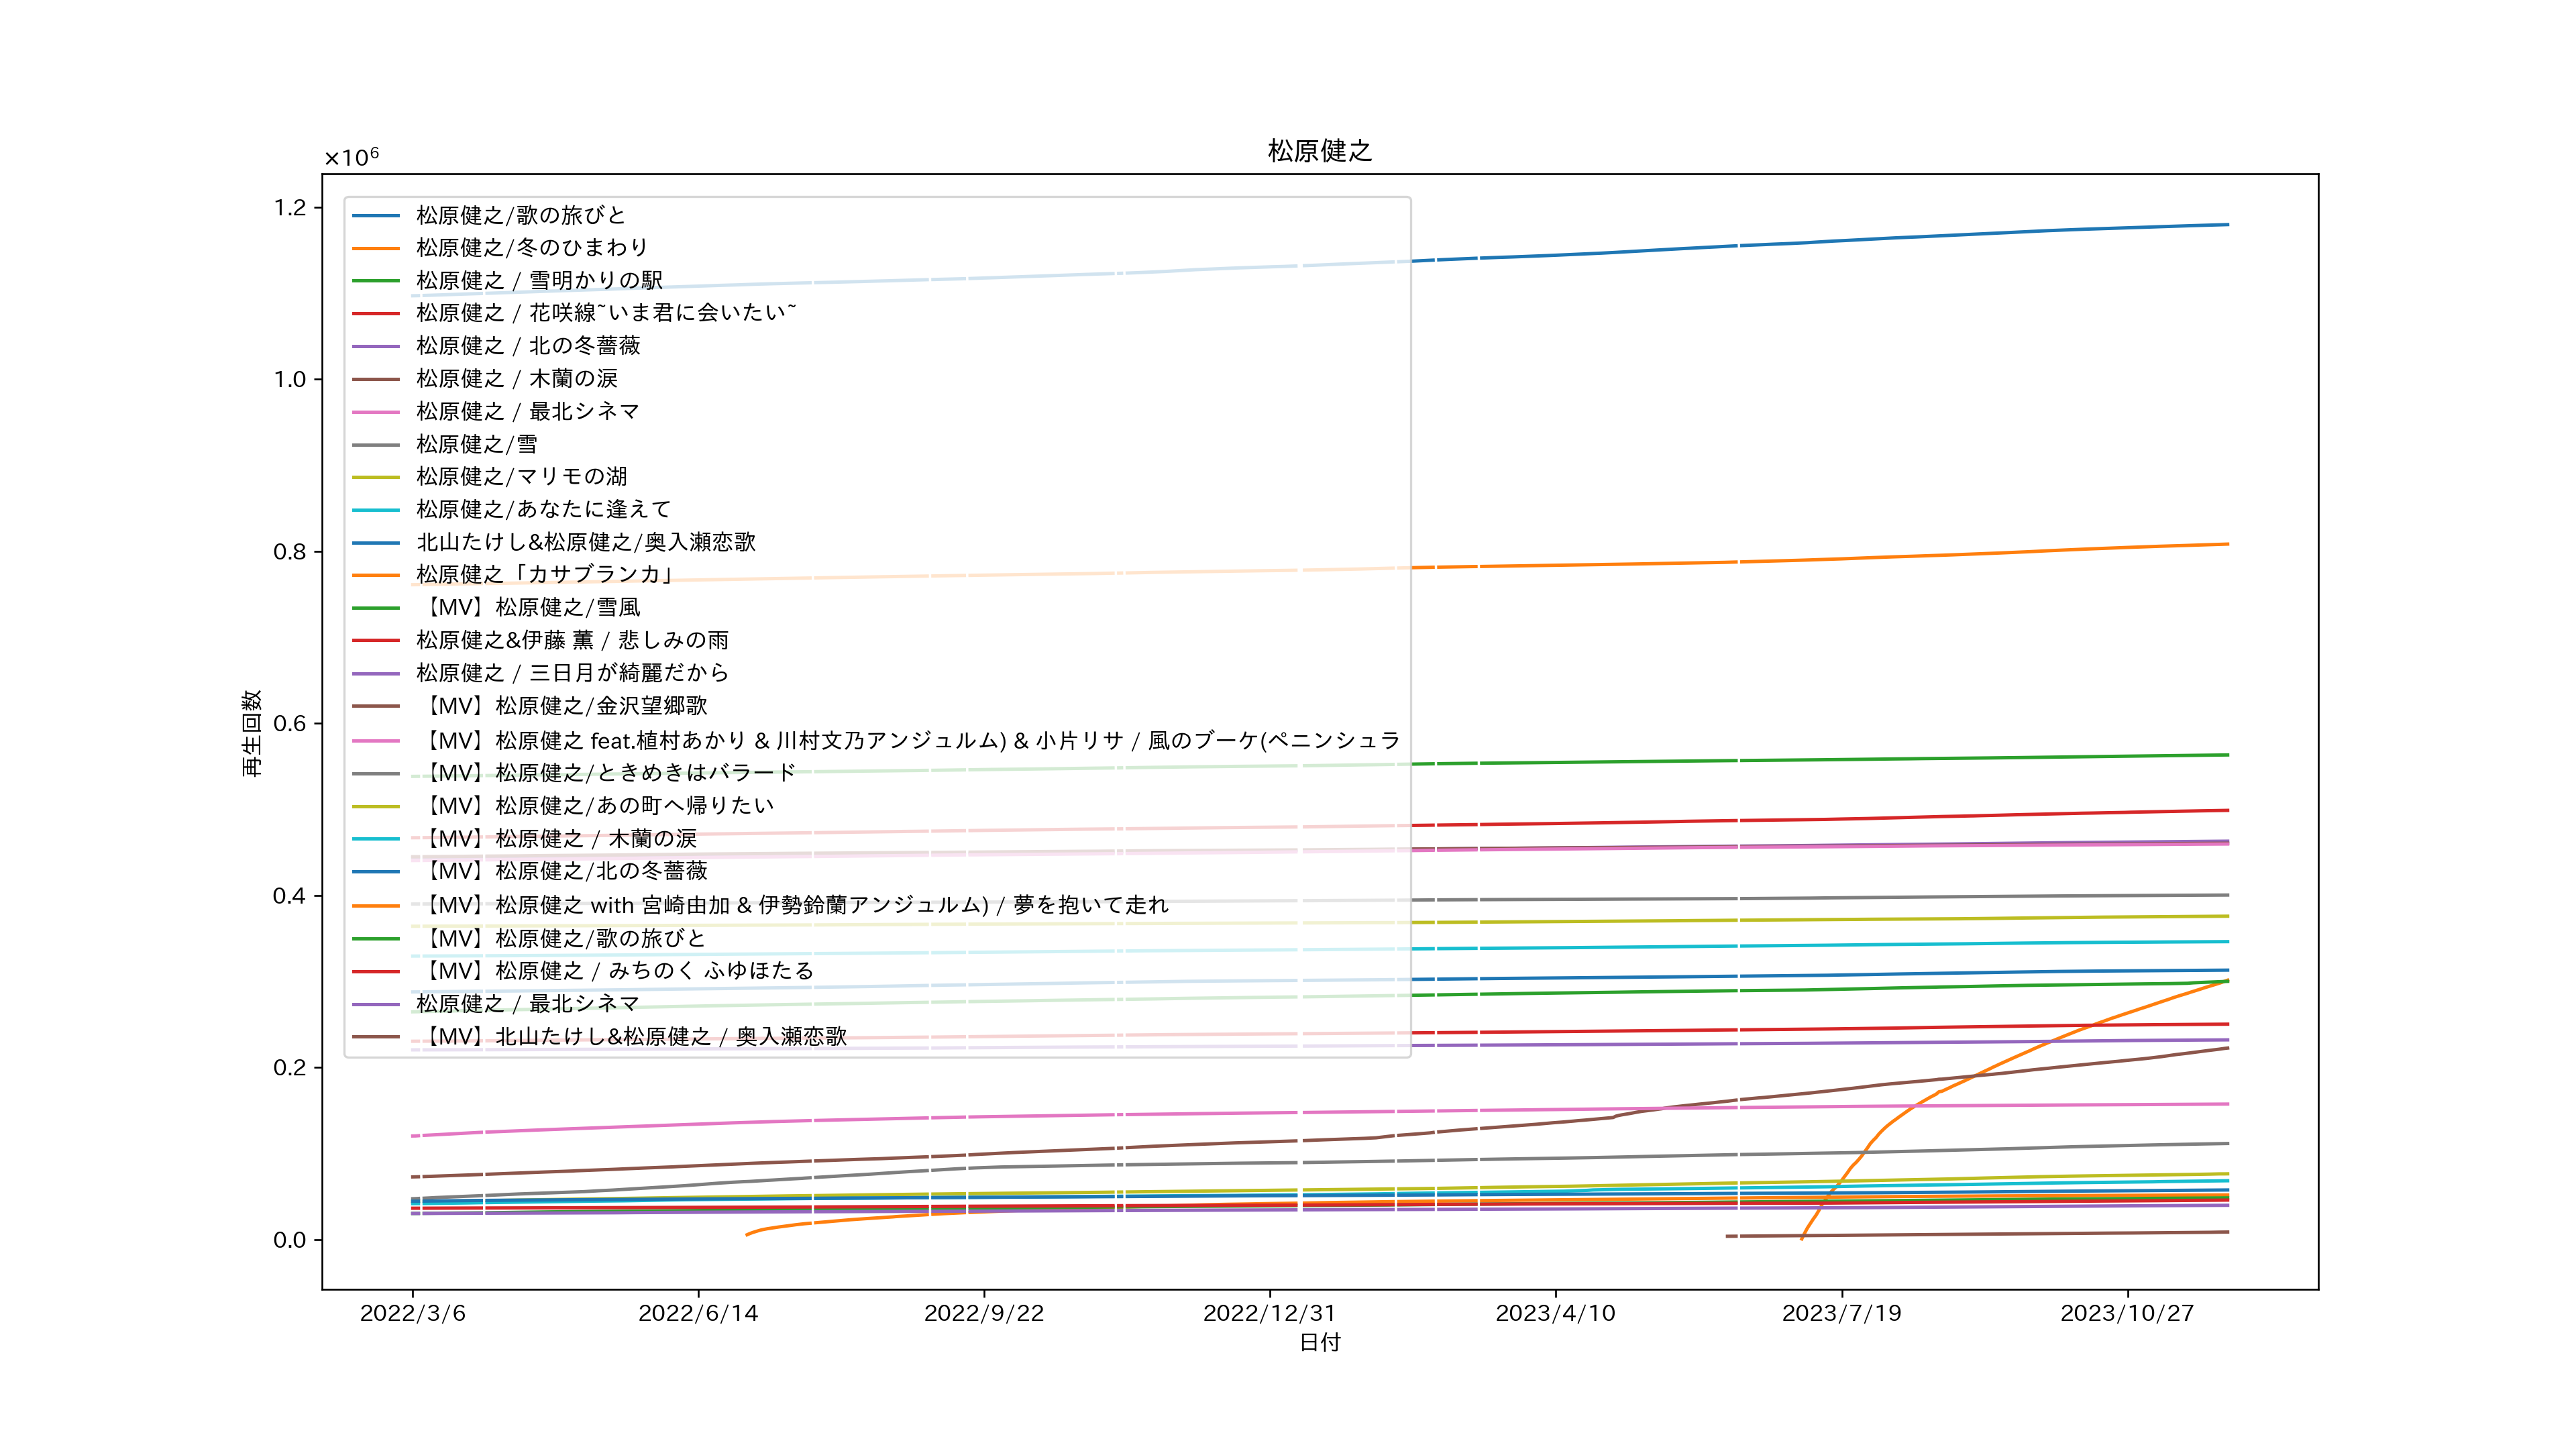 松原健之
×10⁶
1.2
1.0
0.8
0.6
0.4
0.2
0.0
再生回数
松原健之/歌の旅びと
松原健之/冬のひまわり
松原健之 / 雪明かりの駅
松原健之 / 花咲線~いま君に会いたい~
松原健之 / 北の冬薔薇
松原健之 / 木蘭の涙
松原健之 / 最北シネマ
松原健之/雪
松原健之/マリモの湖
松原健之/あなたに逢えて
北山たけし&松原健之/奥入瀬恋歌
松原健之「カサブランカ」
【MV】松原健之/雪風
松原健之&伊藤 薫 / 悲しみの雨
松原健之 / 三日月が綺麗だから
【MV】松原健之/金沢望郷歌
【MV】松原健之 feat.植村あかり & 川村文乃アンジュルム) & 小片リサ / 風のブーケ(ペニンシュラ
【MV】松原健之/ときめきはバラード
【MV】松原健之/あの町へ帰りたい
【MV】松原健之 / 木蘭の涙
【MV】松原健之/北の冬薔薇
【MV】松原健之 with 宮崎由加 & 伊勢鈴蘭アンジュルム) / 夢を抱いて走れ
【MV】松原健之/歌の旅びと
【MV】松原健之 / みちのく ふゆほたる
松原健之 / 最北シネマ
【MV】北山たけし&松原健之 / 奥入瀬恋歌
2022/3/6
2022/6/14
2022/9/22
2022/12/31
2023/4/10
2023/7/19
2023/10/27
日付